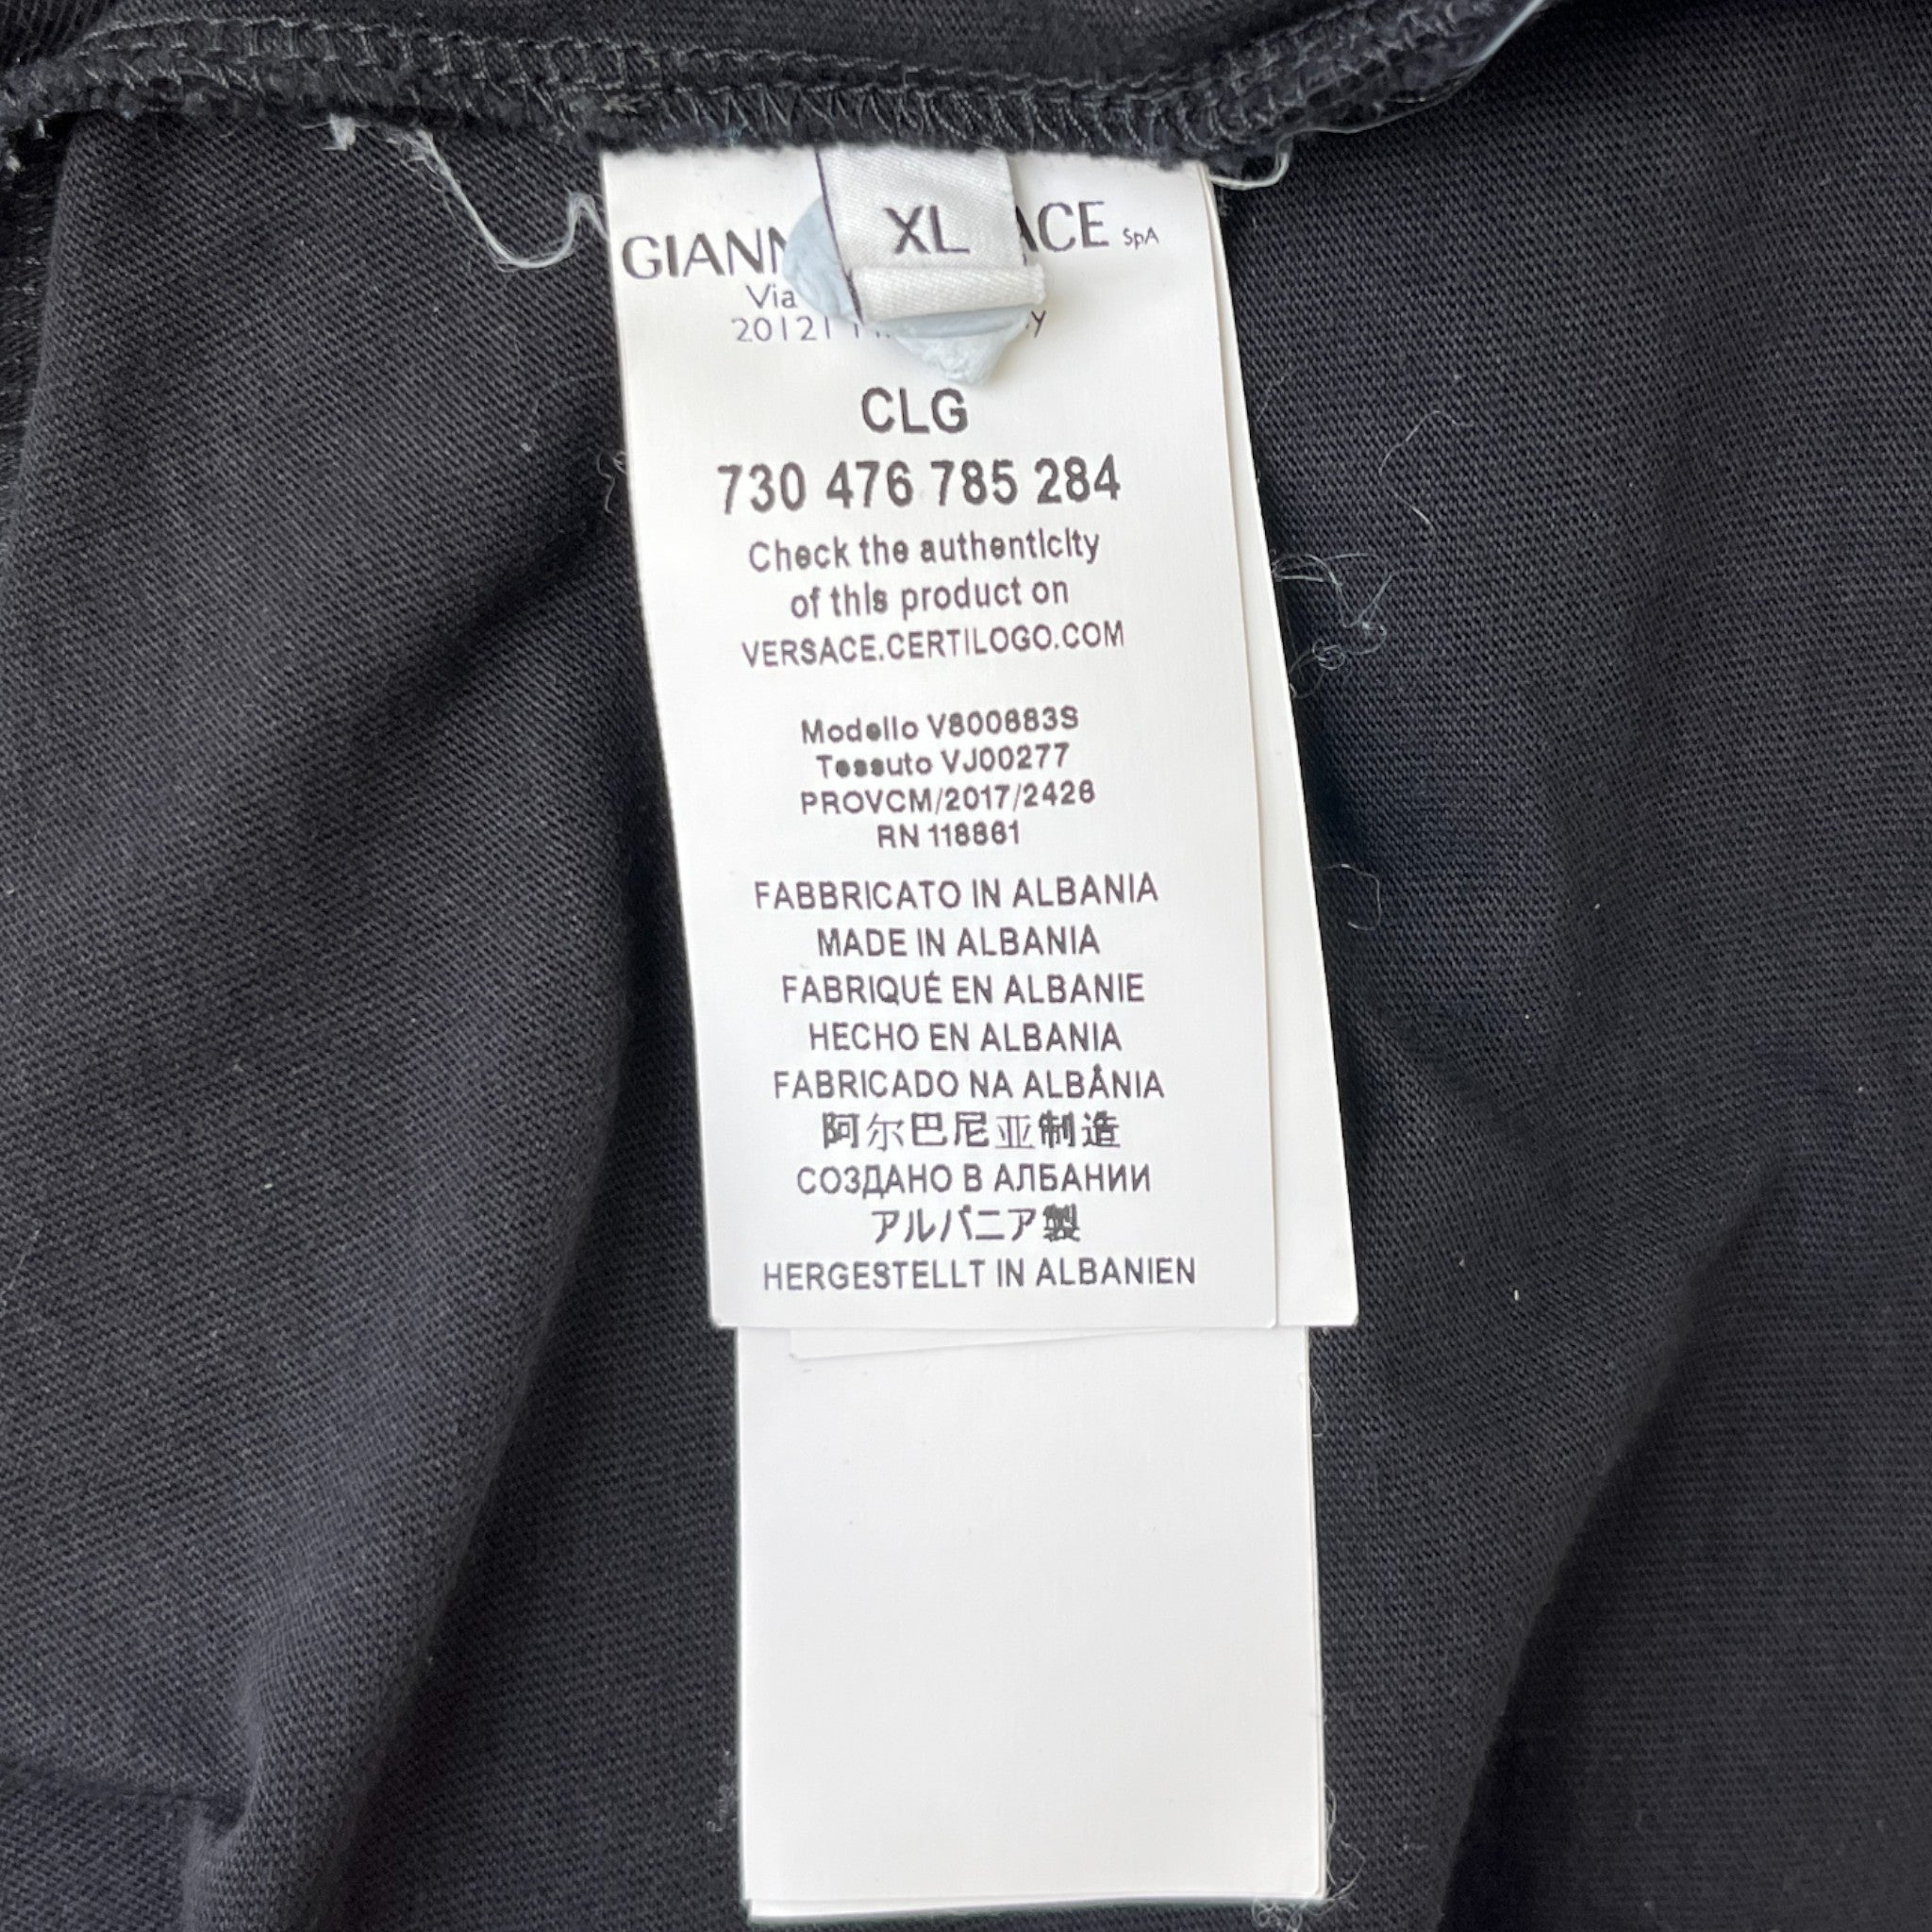 XL
GIANN ACE SpA
Via
20121
CLG
730 476 785 284
Check the authenticity
of this product on
VERSACE.CERTILOGO.COM
Modello V800683S
Tessuto VJ00277
PROVCM/2017/2426
RN 118861
FABBRICATO IN ALBANIA
MADE IN ALBANIA
FABRIQUÉ EN ALBANIE
HECHO EN ALBANIA
FABRICADO NA ALBÂNIA
阿尔巴尼亚制造
СОЗДАНО В АЛБАНИИ
アルバニア製
HERGESTELLT IN ALBANIEN